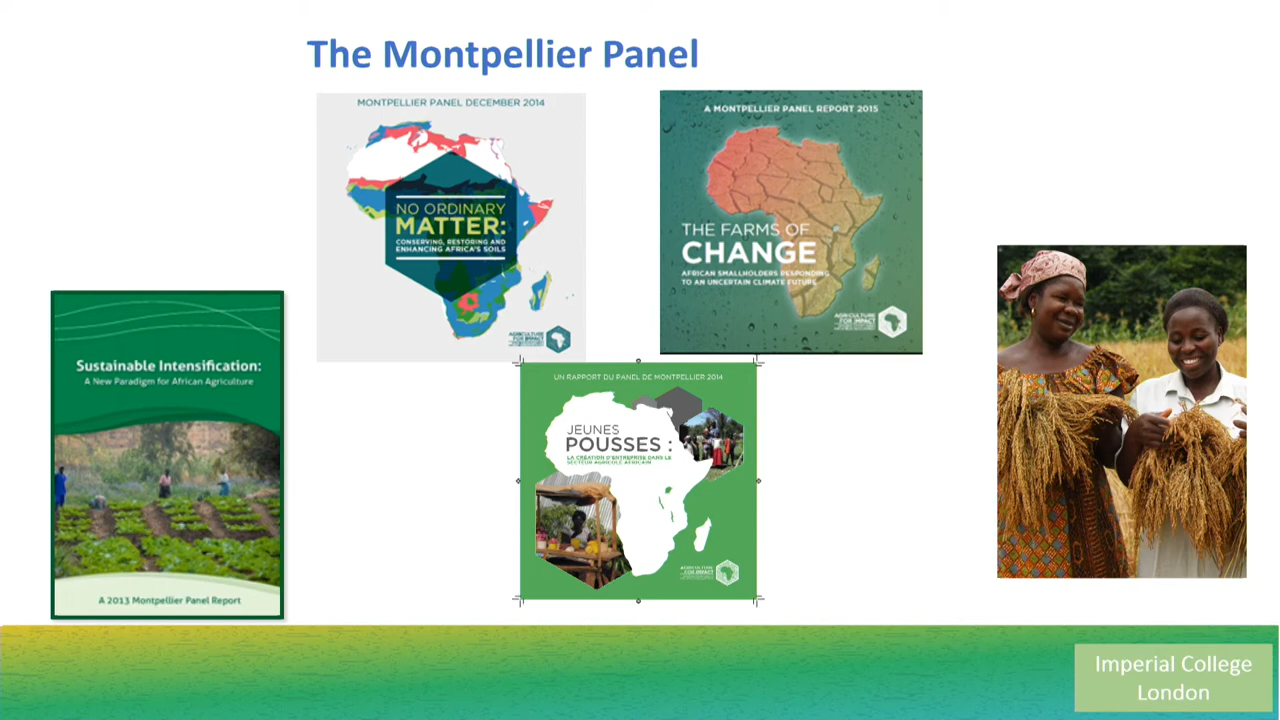 The Montpellier Panel
MONTPELLIER PANEL DECEMBER 2014
NO ORDINARY
MATTER:
CONSERVING, RESTORING AND
ENHANCING AFRICA'S SOILS
AGRICULTURE
FOR IMPACT
A MONTPELLIER PANEL REPORT 2015
THE FARMS OF
CHANGE
AFRICAN SMALLHOLDERS RESPONDING
TO AN UNCERTAIN CLIMATE FUTURE
AGRICULTURE
FOR IMPACT
Sustainable Intensification:
A New Paradigm for African Agriculture
A 2013 Montpellier Panel Report
UN RAPPORT DU PANEL DE MONTPELLIER 2014
JEUNES
POUSSES :
LA CRÉATION D'ENTREPRISE DANS LE
SECTEUR AGRICOLE AFRICAIN
AGRICULTURE
FOR IMPACT
Imperial College
London